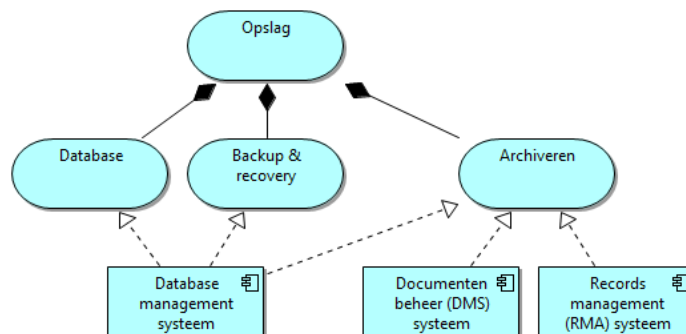 Opslag
Database
Backup &
recovery
Archiveren
Database
management
systeem
Documenten
beheer (DMS)
systeem
Records
management
(RMA) systeem